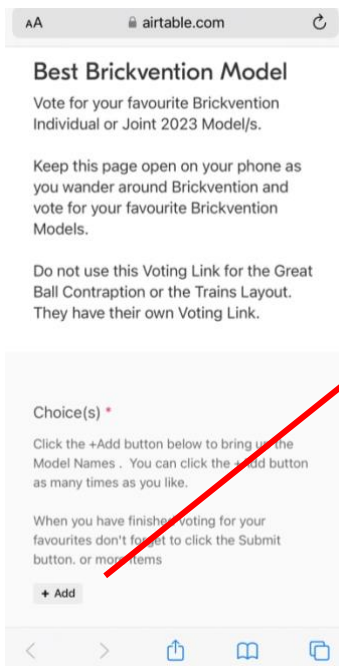 AA airtable.com
Best Brickvention Model
Vote for your favourite Brickvention
Individual or Joint 2023 Model/s.
Keep this page open on your phone as
you wander around Brickvention and
vote for your favourite Brickvention
Models.
Do not use this Voting Link for the Great
Ball Contraption or the Trains Layout.
They have their own Voting Link.
Choice(s) *
Click the +Add button below to bring up the
Model Names . You can click the +Add button
as many times as you like.
When you have finished voting for your
favourites don't forget to click the Submit
button. or more items
+ Add